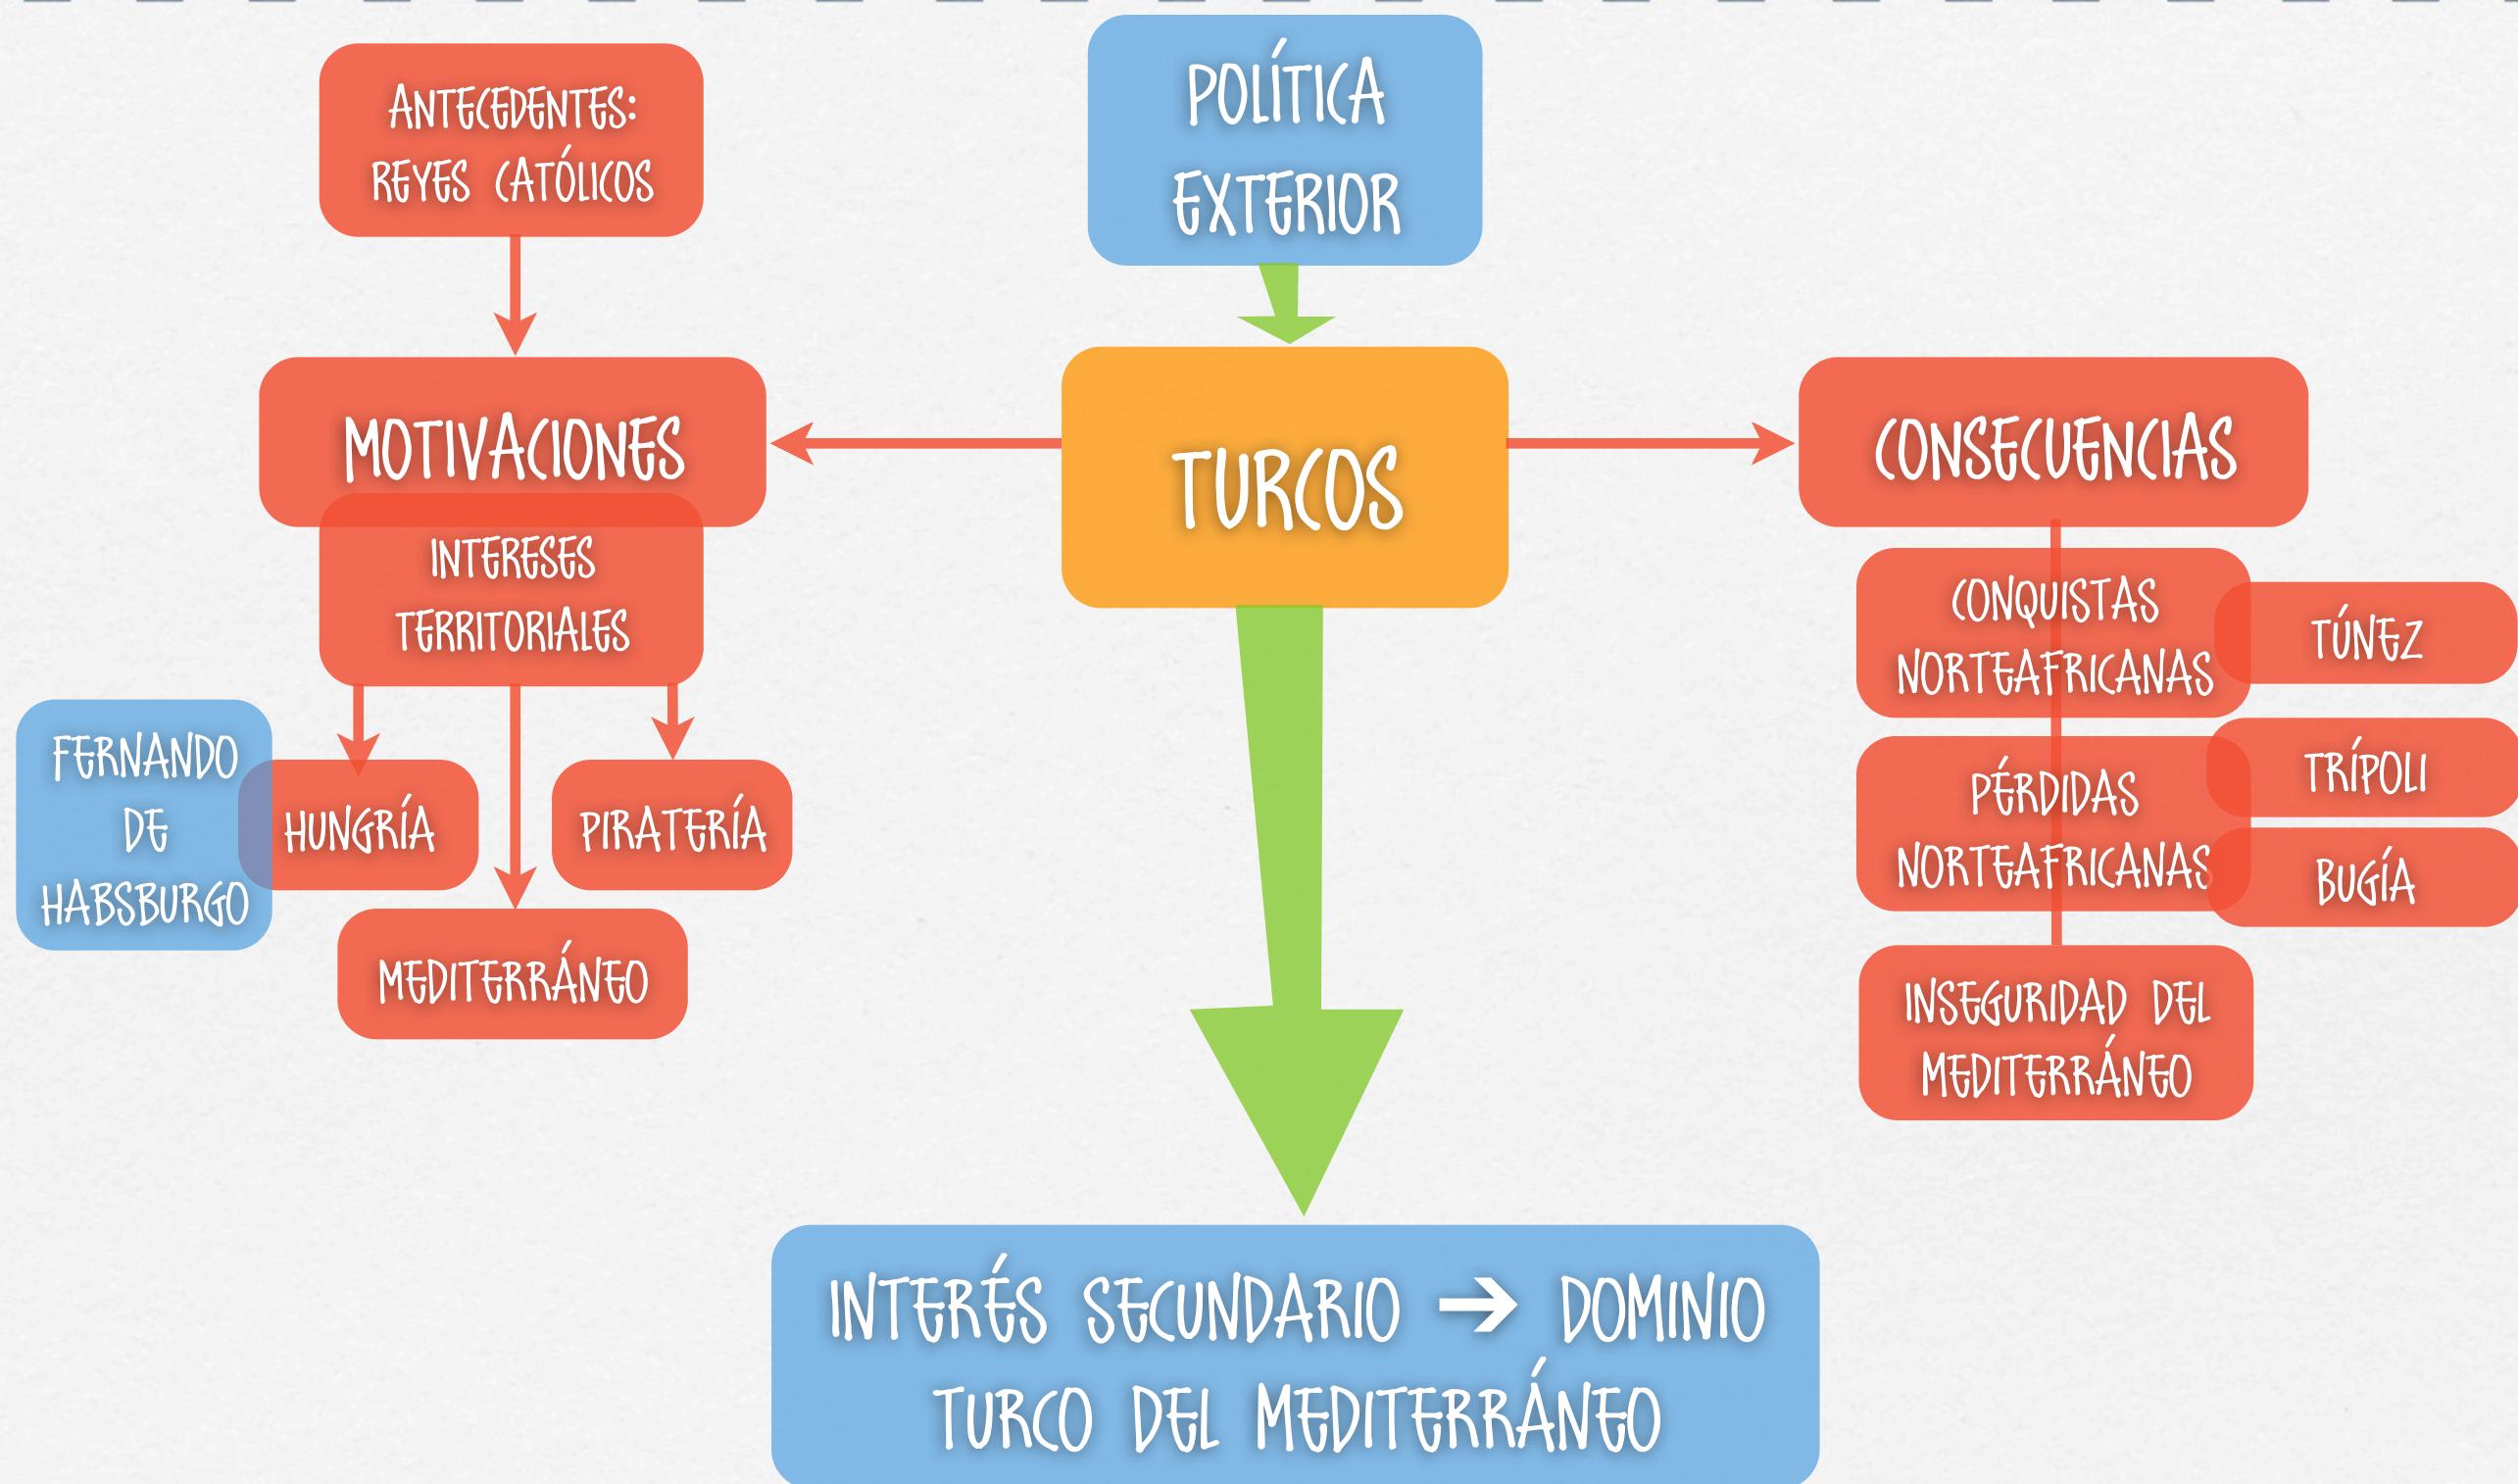 ANTECEDENTES:
REYES CATÓLICOS
POLÍTICA
EXTERIOR
MOTIVACIONES
TURCOS
CONSECUENCIAS
INTERESES
TERRITORIALES
CONQUISTAS
NORTEAFRICANAS
TÚNEZ
FERNANDO
DE
HABSBURGO
HUNGRÍA
PIRATERÍA
MEDITERRÁNEO
PÉRDIDAS
NORTEAFRICANAS
TRÍPOLI
BUGÍA
INSEGURIDAD DEL
MEDITERRÁNEO
INTERÉS SECUNDARIO → DOMINIO
TURCO DEL MEDITERRÁNEO